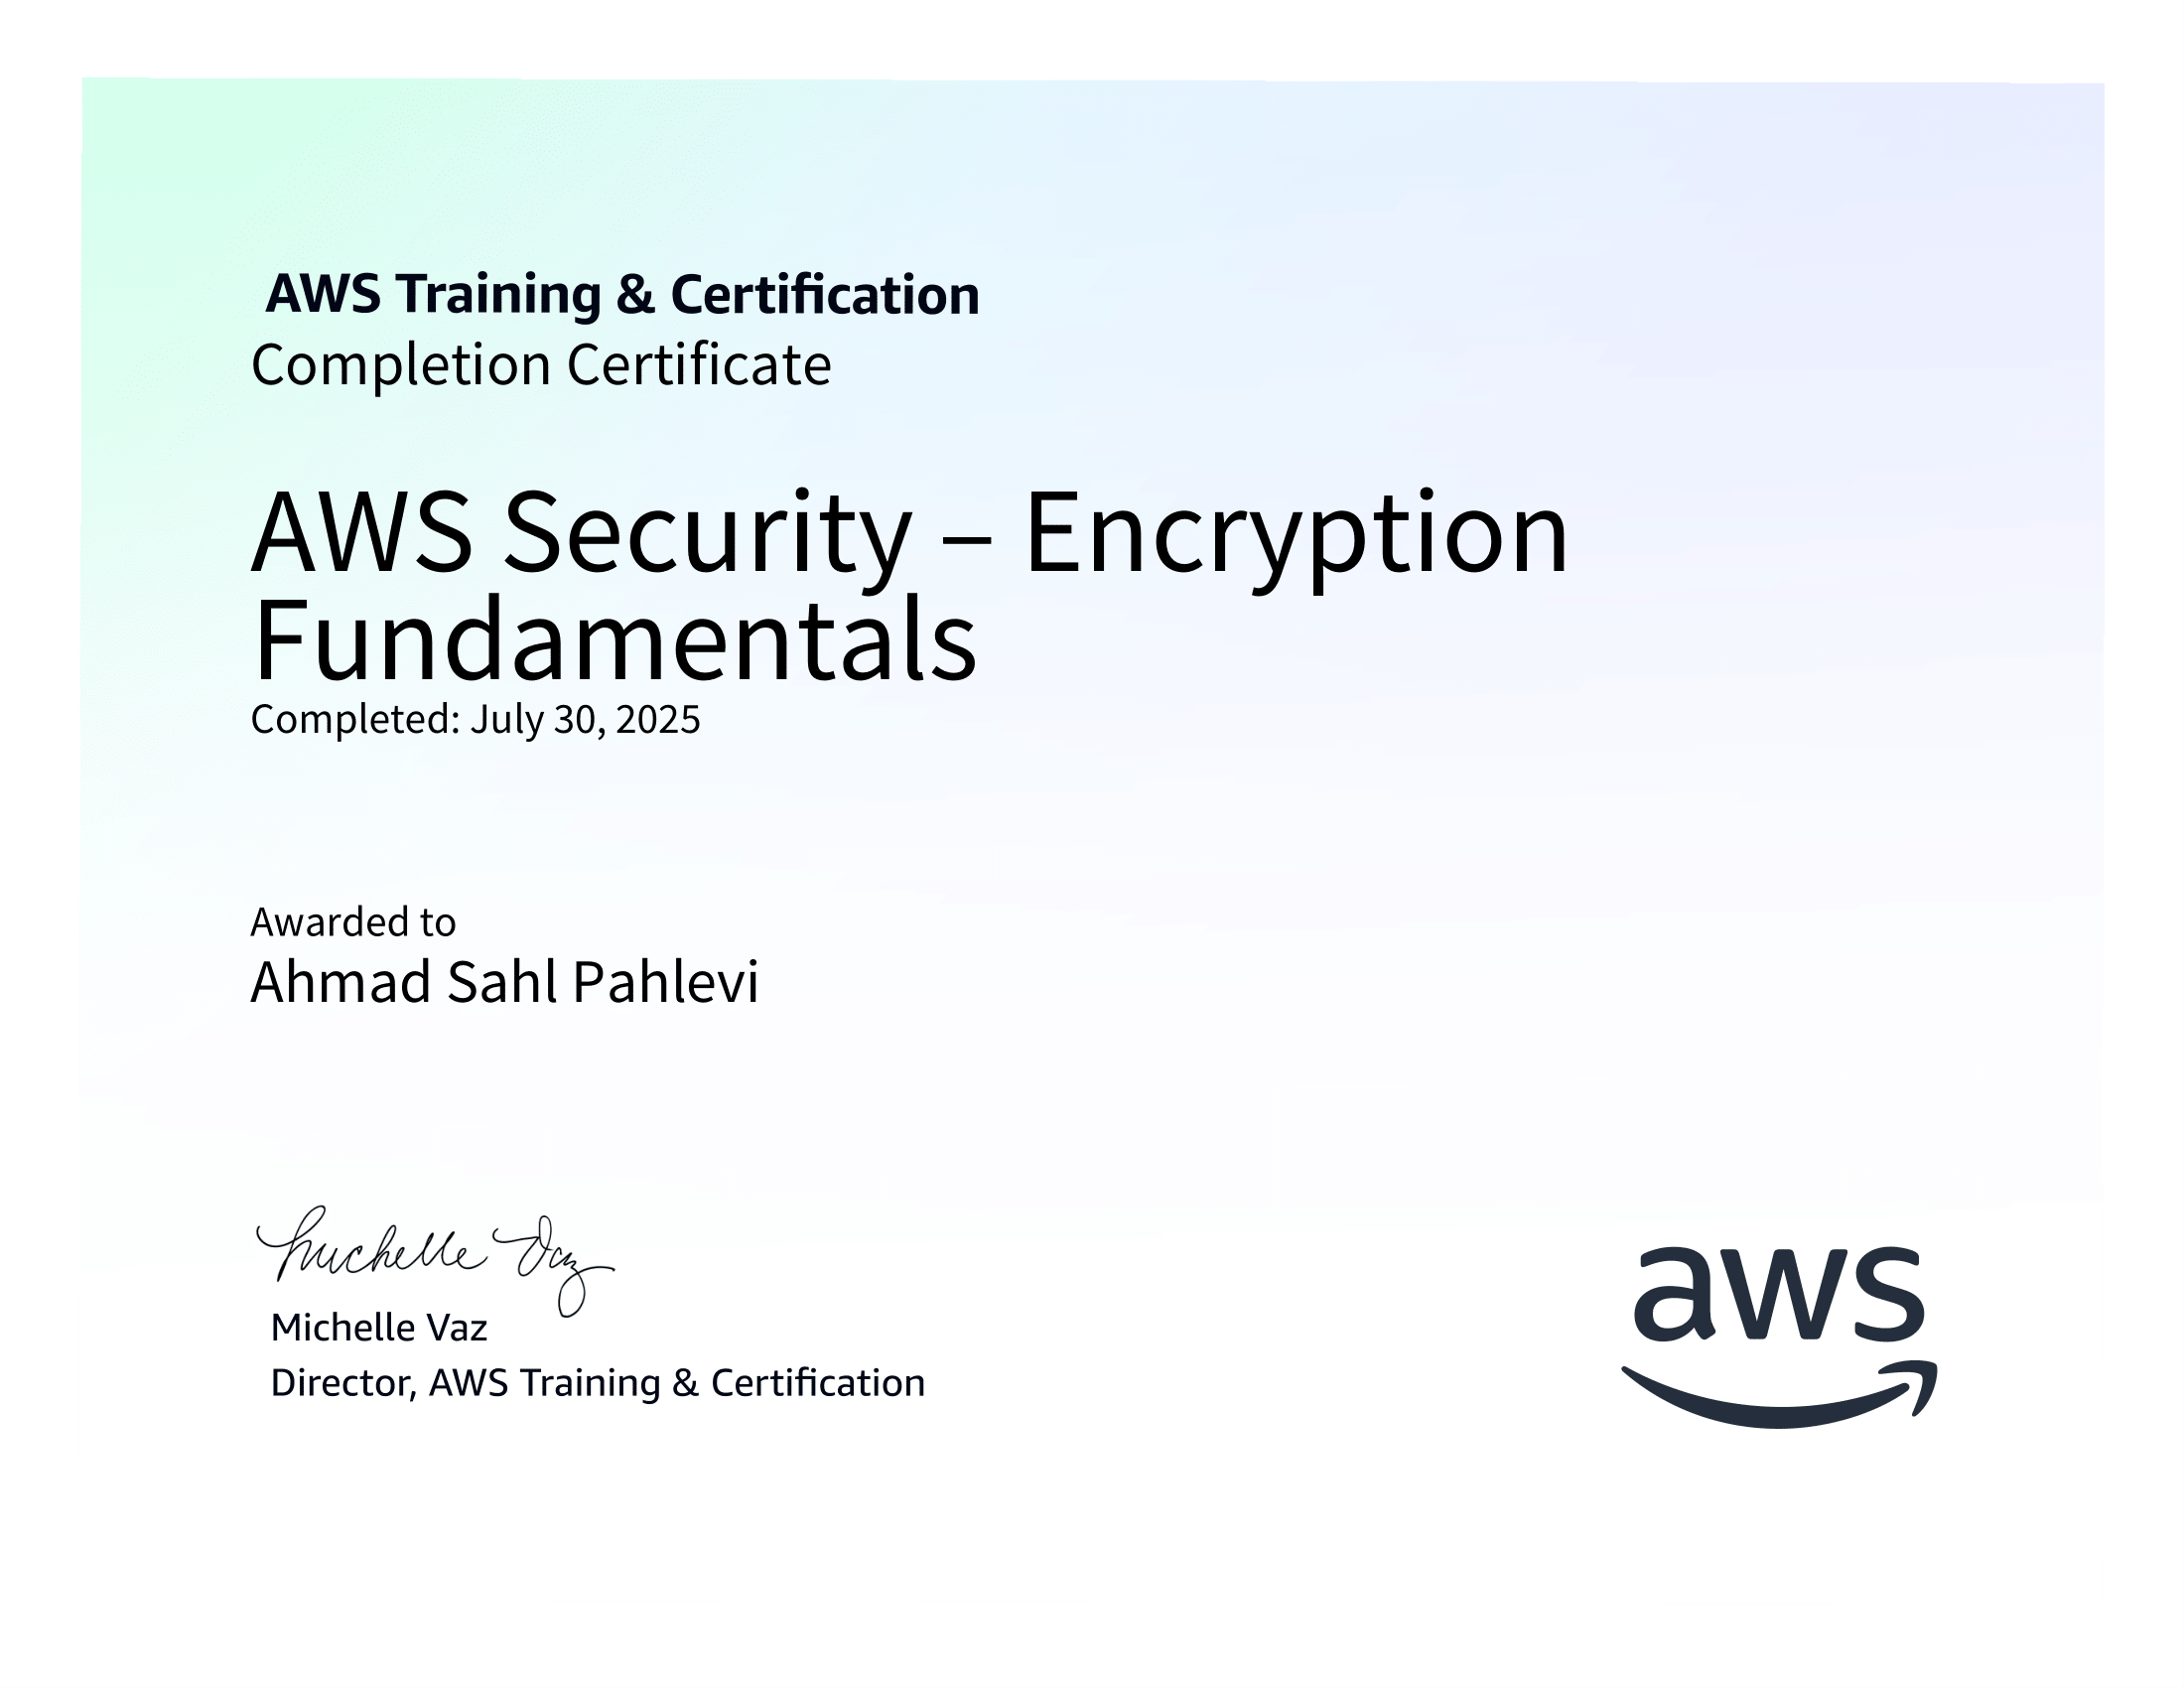 AWS Training & Certification
Completion Certificate
AWS Security – Encryption
Fundamentals
Completed: July 30, 2025
Awarded to
Ahmad Sahl Pahlevi
Michelle Vaz
Michelle Vaz
Director, AWS Training & Certification
aws